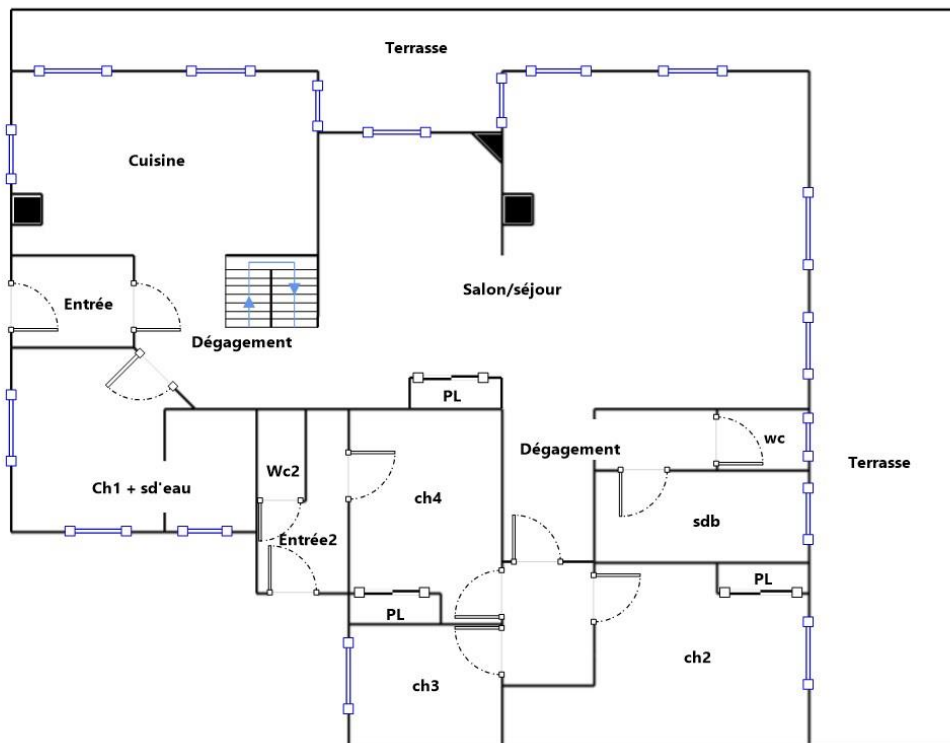 Terrasse
Cuisine
Entrée
Salon/séjour
Dégagement
PL
Dégagement
wc
Terrasse
Wc2
Ch1 + sd'eau
ch4
sdb
Entrée2
PL
PL
ch3
ch2